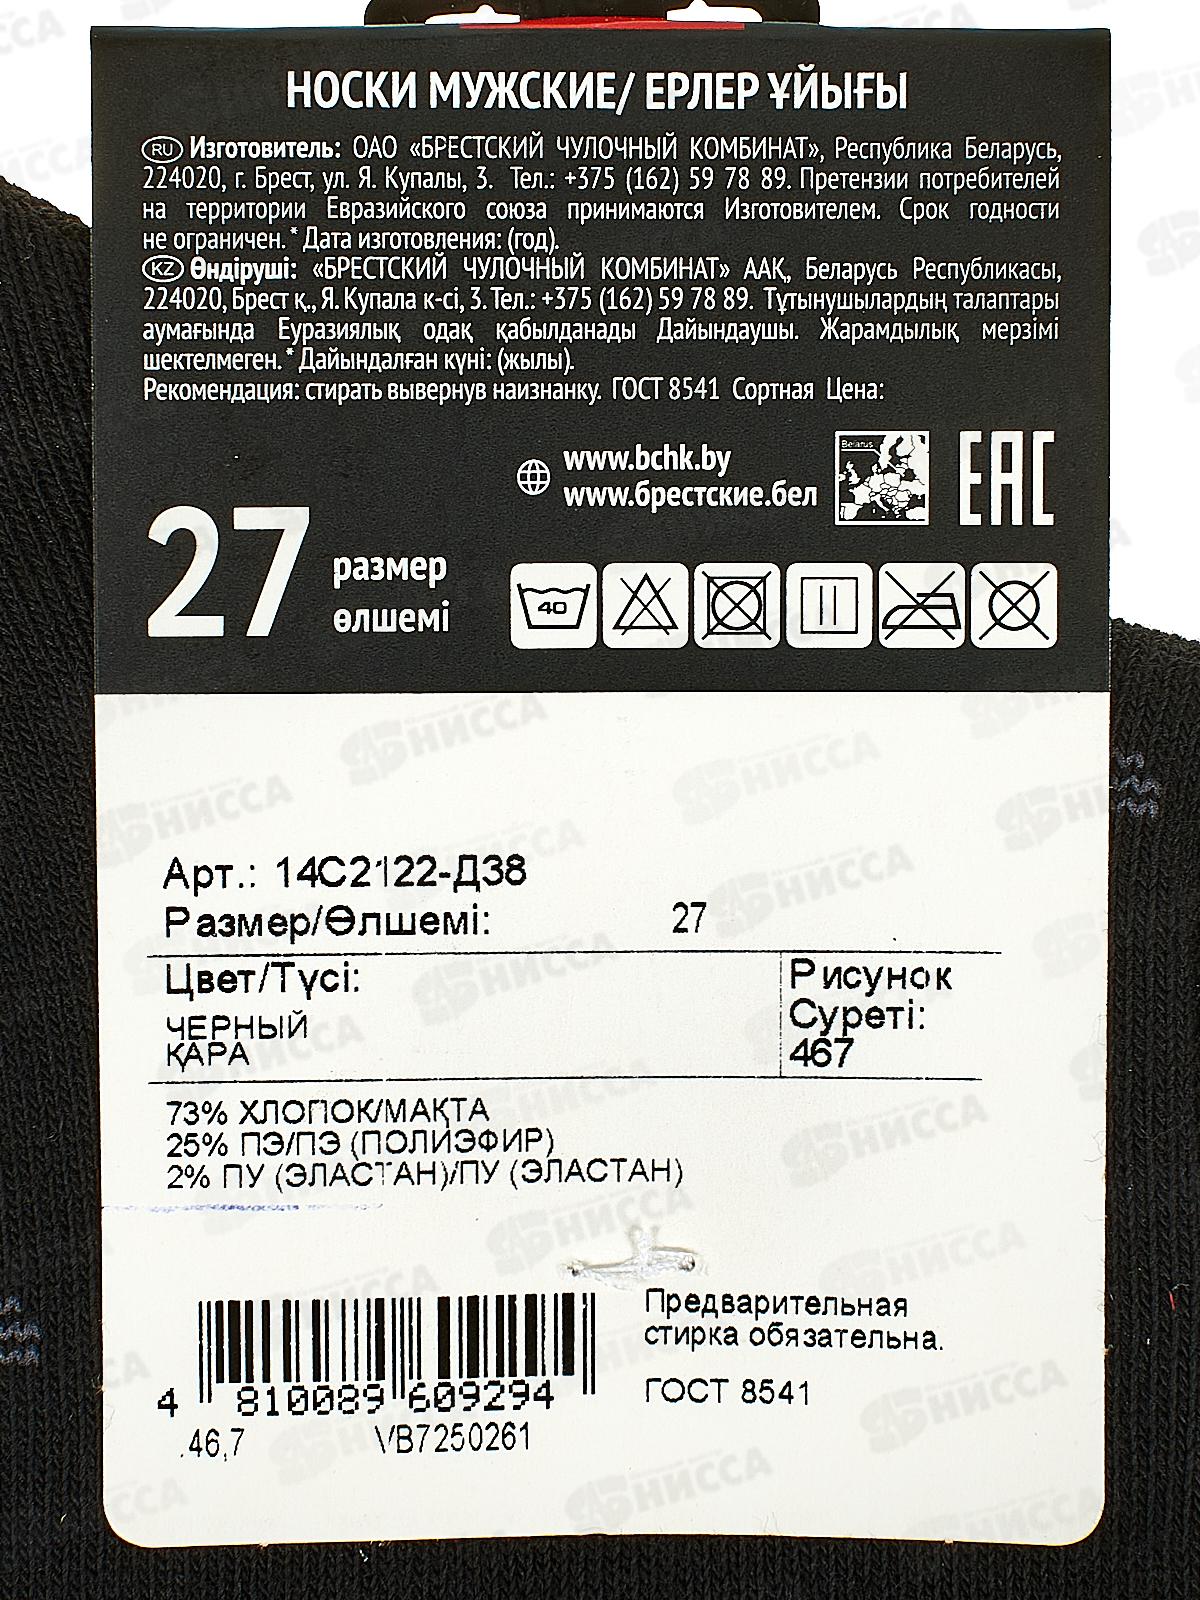 НОСКИ МУЖСКИЕ/ ЕРЛЕР ҰЙЫҒЫ
RU Изготовитель: ОАО «БРЕСТСКИЙ ЧУЛОЧНЫЙ КОМБИНАТ», Республика Беларусь,
224020, г. Брест, ул. Я. Купалы, 3. Тел.: +375 (162) 59 78 89. Претензии потребителей
на территории Евразийского союза принимаются Изготовителем. Срок годности
не ограничен.* Дата изготовления: (год).
KZ Өндіруші: «БРЕСТСКИЙ ЧУЛОЧНЫЙ КОМБИНАТ» ААҚ, Беларусь Республикасы,
224020, Брест қ., Я. Купала к-сі, 3. Тел.: +375 (162) 59 78 89. Тұтынушылардың талаптары
аумағында Еуразиялық одақ қабылданады Дайындаушы. Жарамдылық мерзімі
шектелмеген.* Дайындалған күні: (жылы).
Рекомендация: стирать вывернув наизнанку. ГОСТ 8541 Сортная Цена:
www.bchk.by
www.брестские.бел
Belarus
EAC
27 размер
өлшемі
40
Арт.: 14С2122-Д38
Размер/Өлшемі: 27
Цвет/Түсі:
ЧЕРНЫЙ
ҚАРА
Рисунок
Суреті:
467
73% ХЛОПОК/МАҚТА
25% ПЭ/ПЭ (ПОЛИЭФИР)
2% ПУ (ЭЛАСТАН)/ПУ (ЭЛАСТАН)
Предварительная
стирка обязательна.
ГОСТ 8541
4 810089 609294
.46,7 VB7250261
НИССА